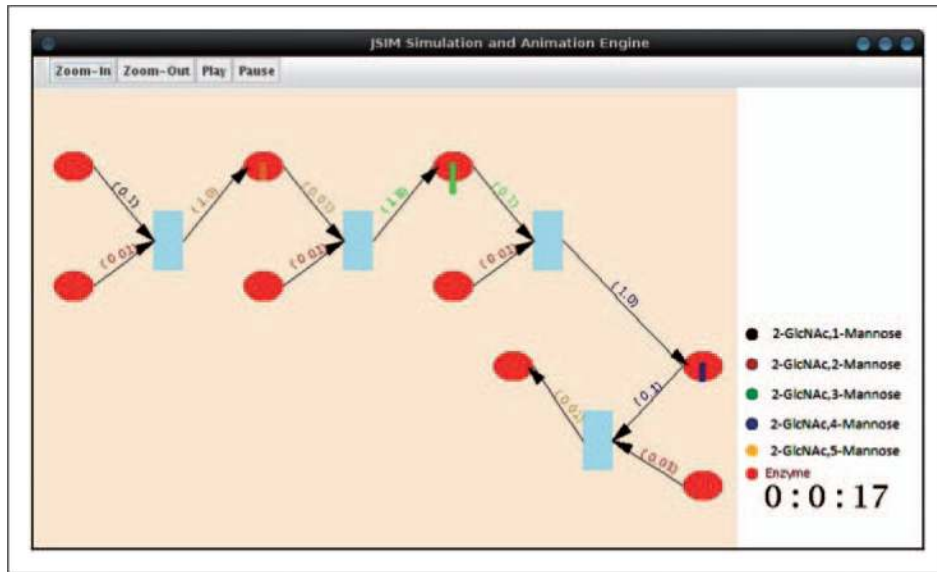 JSIM Simulation and Animation Engine
Zoom-In Zoom-Out Play Pause
(0.1)
(1.0)
(0.01)
(1.0)
(0.1)
(0.01)
(0.01)
(0.01)
(1.0)
(0.1)
(0.01)
2-GlcNAc,1-Mannose
2-GlcNAc,2-Mannose
2-GlcNAc,3-Mannose
2-GlcNAc,4-Mannose
2-GlcNAc,5-Mannose
Enzyme
0:0:17